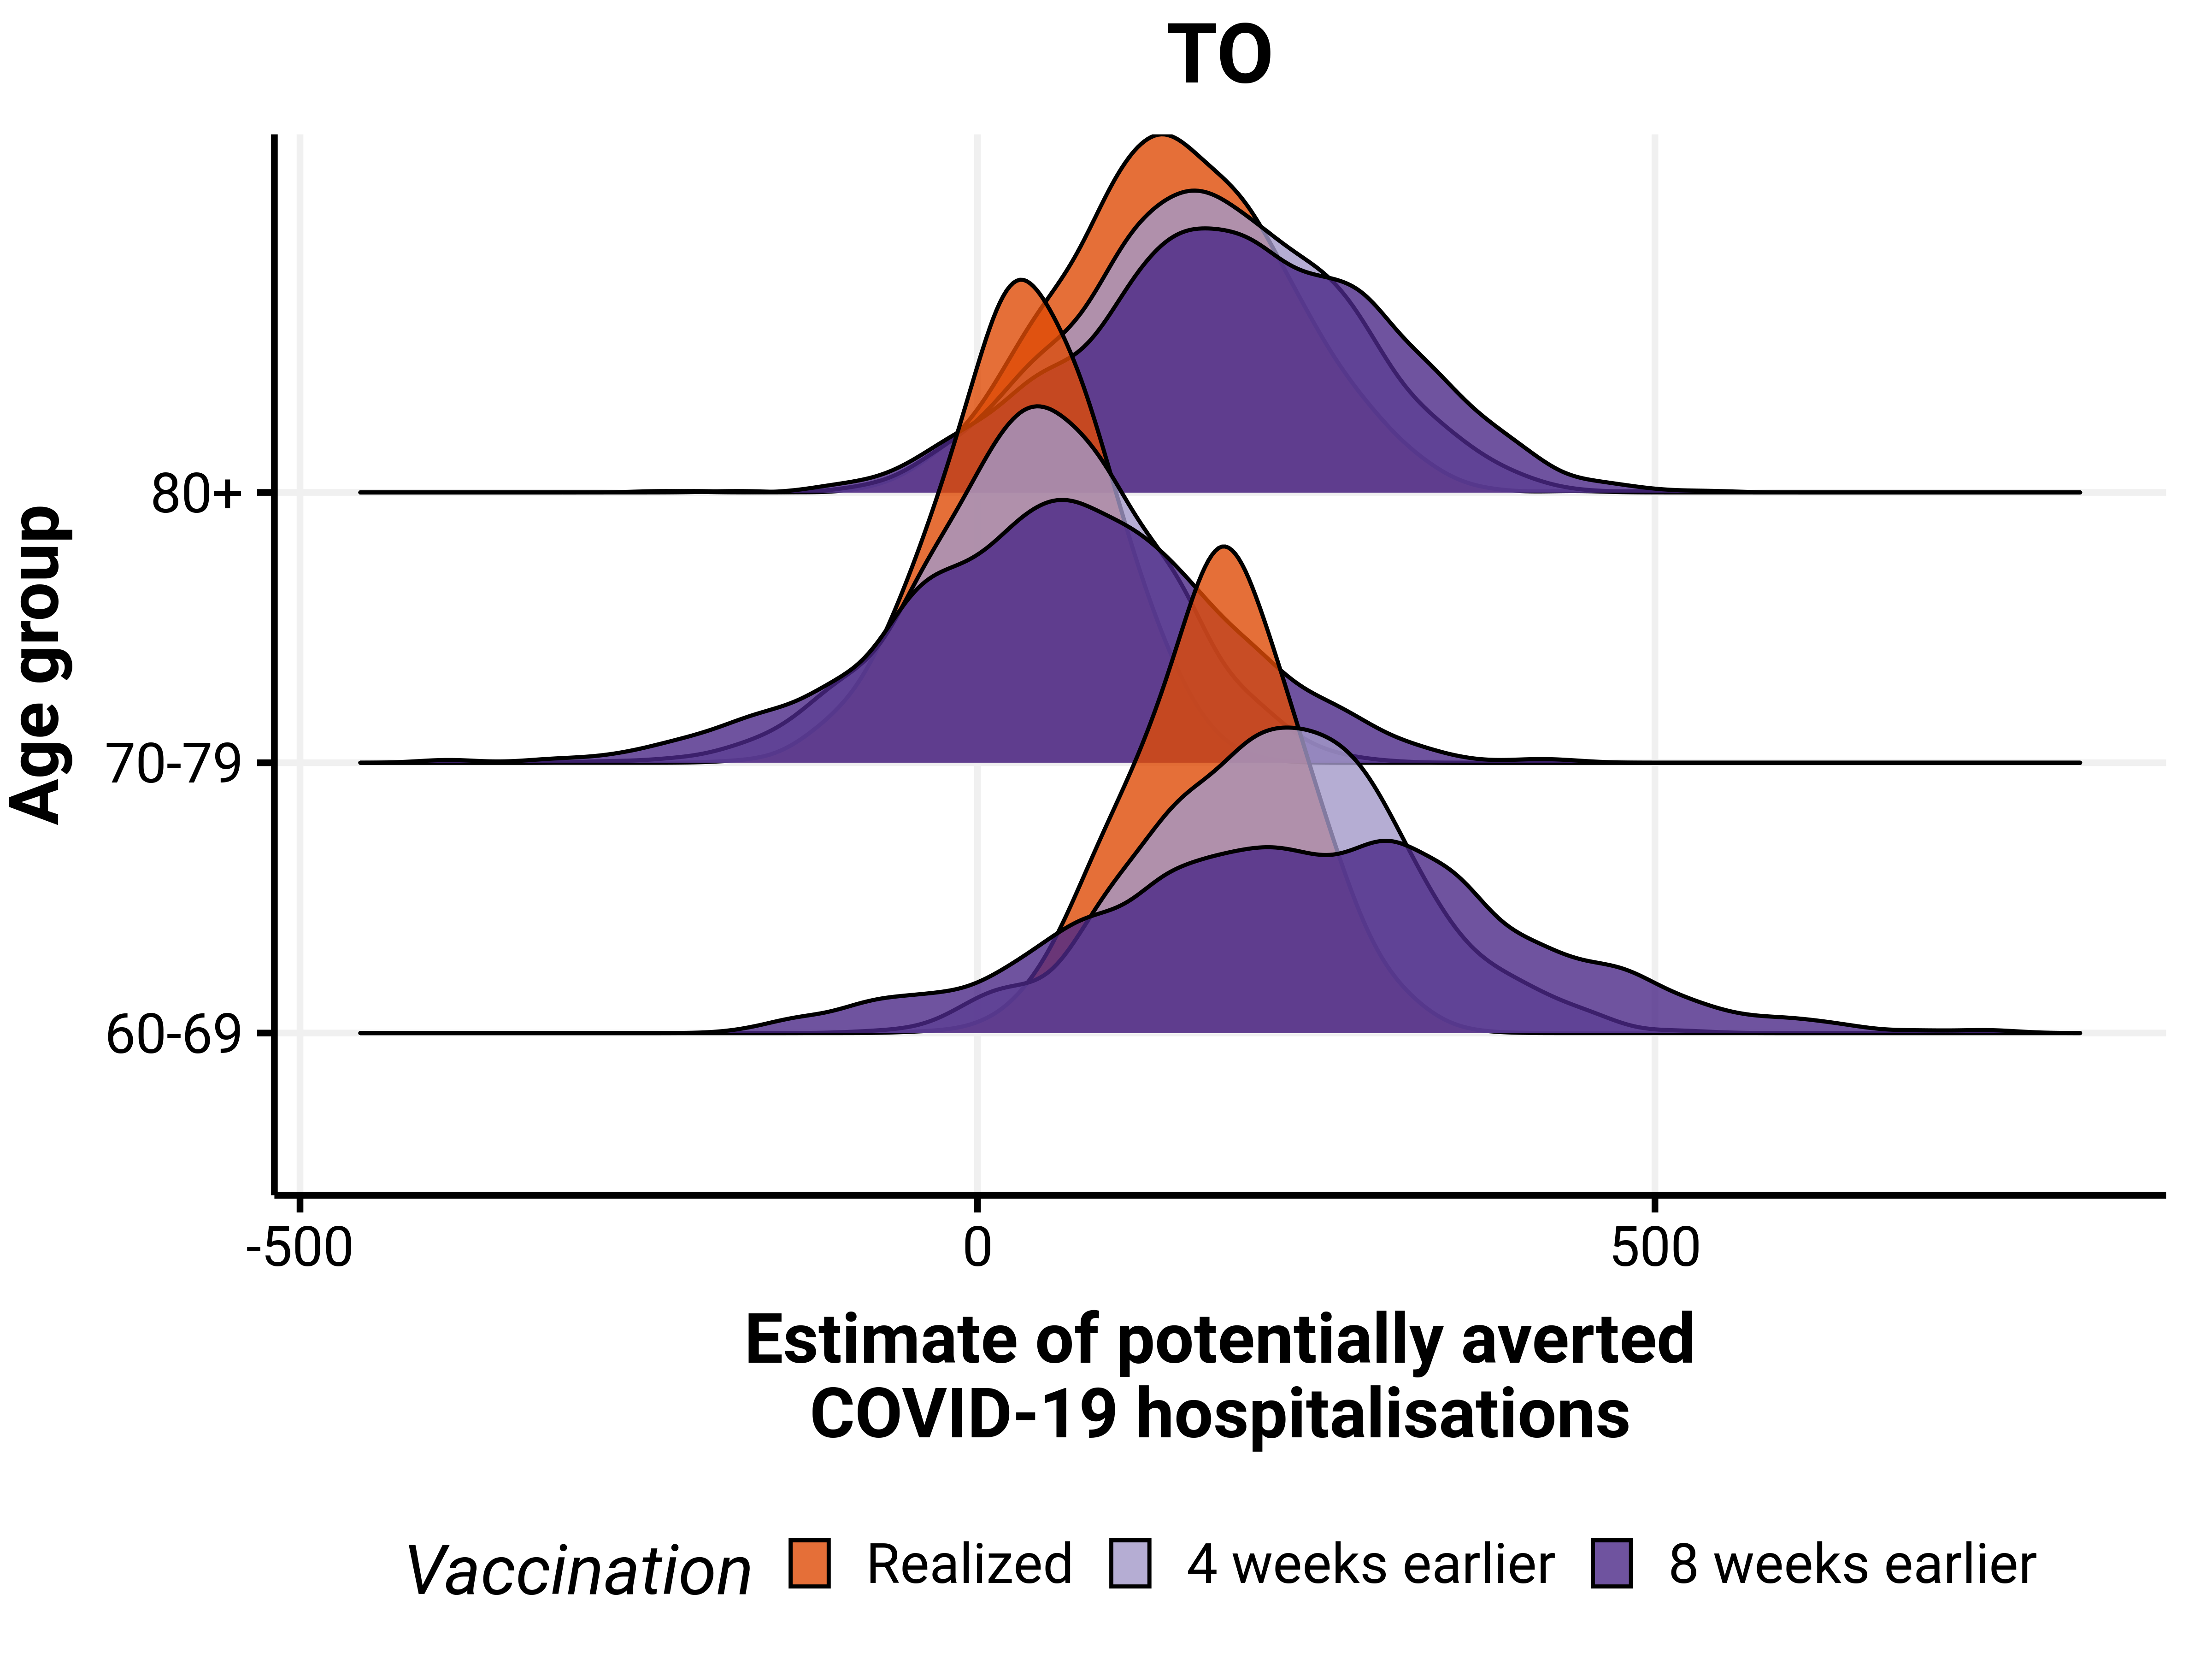 TO
Age group
80+
70-79
60-69
-500 0 500
Estimate of potentially averted
COVID-19 hospitalisations
Vaccination Realized 4 weeks earlier 8 weeks earlier